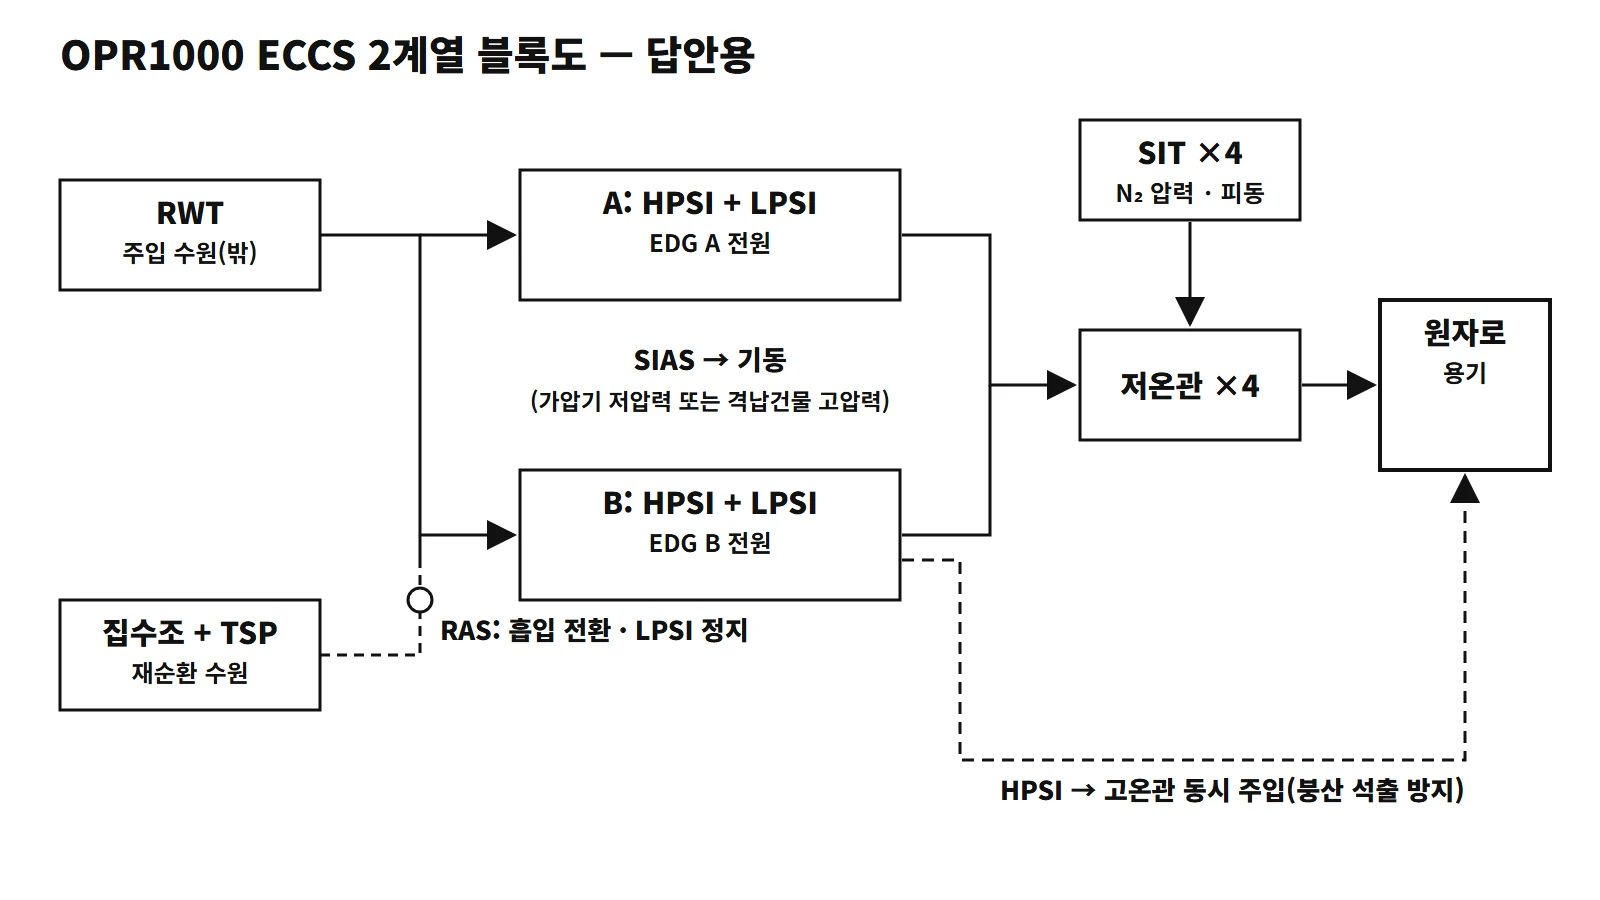 OPR1000 ECCS 2계열 블록도 — 답안용
SIT ×4
N₂ 압력 · 피동
RWT
주입 수원(밖)
A: HPSI + LPSI
EDG A 전원
SIAS → 기동
(가압기 저압력 또는 격납건물 고압력)
저온관 ×4
원자로
용기
B: HPSI + LPSI
EDG B 전원
집수조 + TSP
재순환 수원
RAS: 흡입 전환 · LPSI 정지
HPSI → 고온관 동시 주입(붕산 석출 방지)